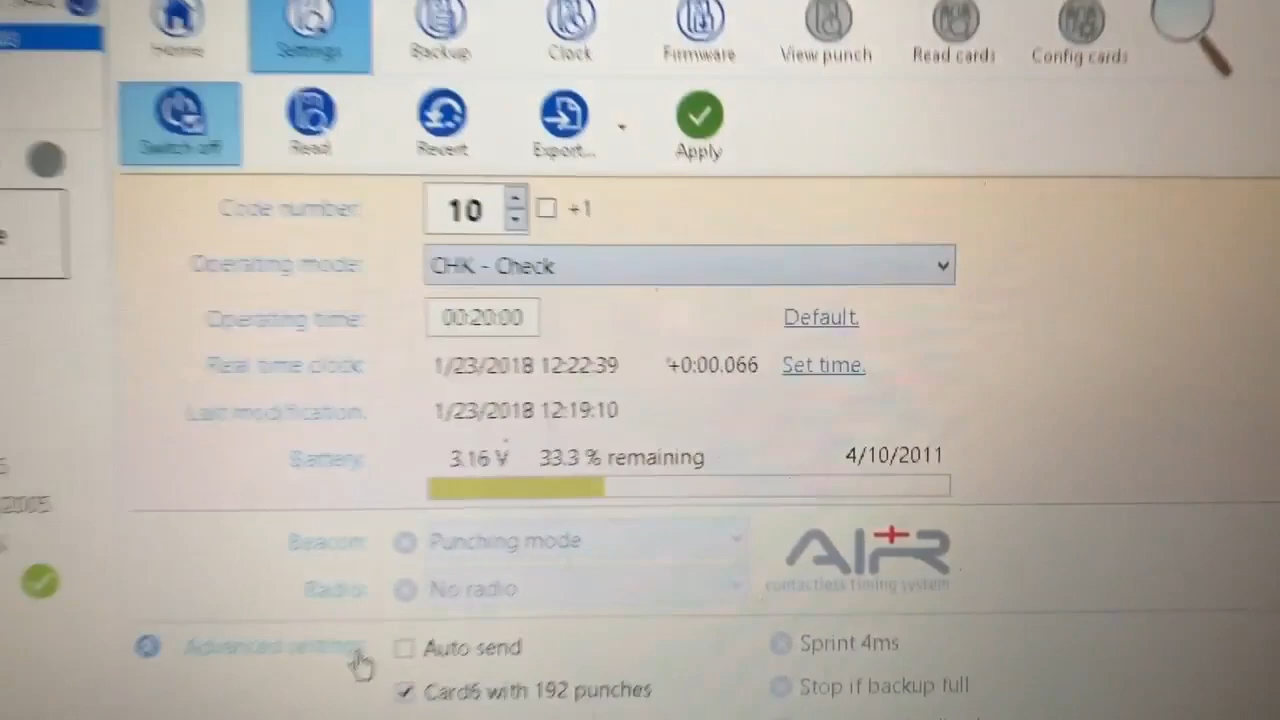 Home Settings Backup Clock Firmware View punch Read cards Config cards
Switch off Read Revert Export... Apply
Code number: 10 +1
Operating mode: CHK - Check
Operating time: 00:20:00 Default.
Real time clock: 1/23/2018 12:22:39 +0:00.066 Set time.
Last modification: 1/23/2018 12:19:10
Battery: 3.16 V 33.3 % remaining 4/10/2011
2005
Beacon: Punching mode AIR+
Radio: No radio contactless timing system
Advanced settings Auto send Sprint 4ms
Card6 with 192 punches Stop if backup full